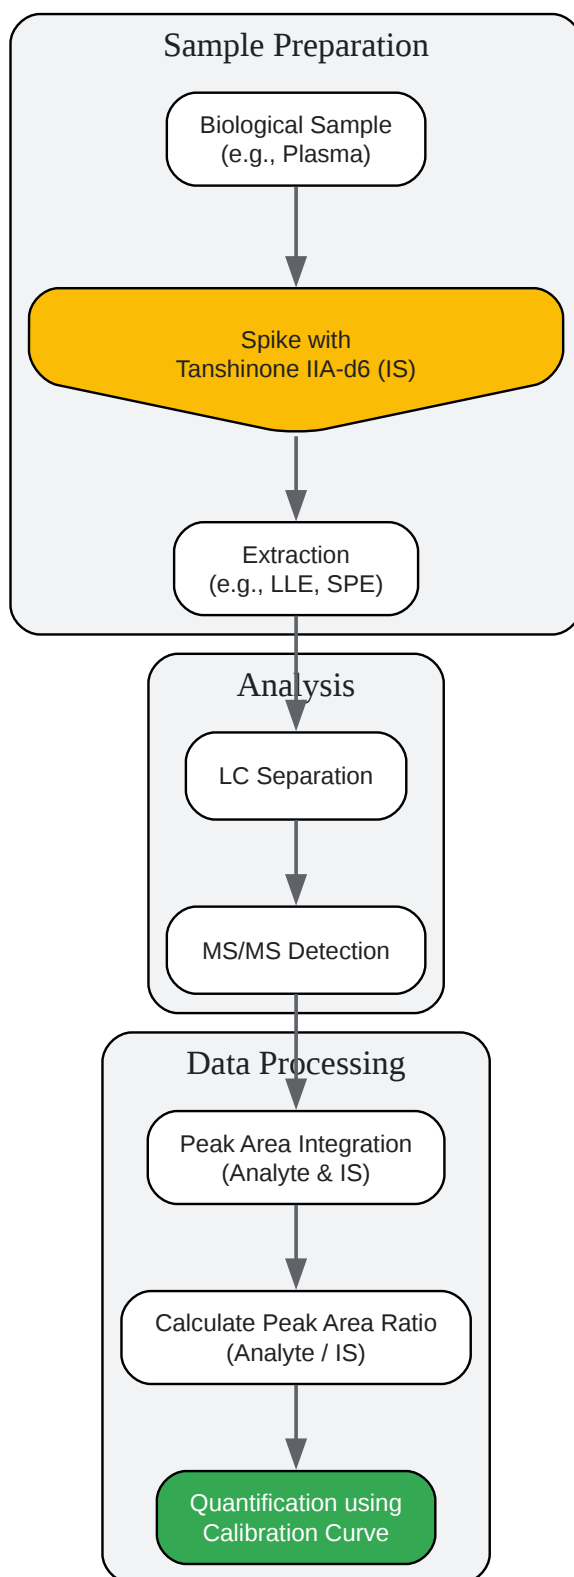 Sample Preparation
Biological Sample
(e.g., Plasma)
Spike with
Tanshinone IIA-d6 (IS)
Extraction
(e.g., LLE, SPE)
Analysis
LC Separation
MS/MS Detection
Data Processing
Peak Area Integration
(Analyte & IS)
Calculate Peak Area Ratio
(Analyte / IS)
Quantification using
Calibration Curve